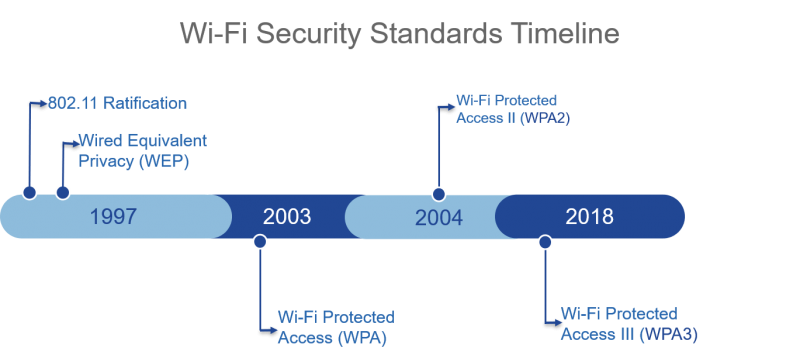 Wi-Fi Security Standards Timeline
802.11 Ratification
Wired Equivalent
Privacy (WEP)
Wi-Fi Protected
Access II (WPA2)
1997
2003
2004
2018
Wi-Fi Protected
Access (WPA)
Wi-Fi Protected
Access III (WPA3)